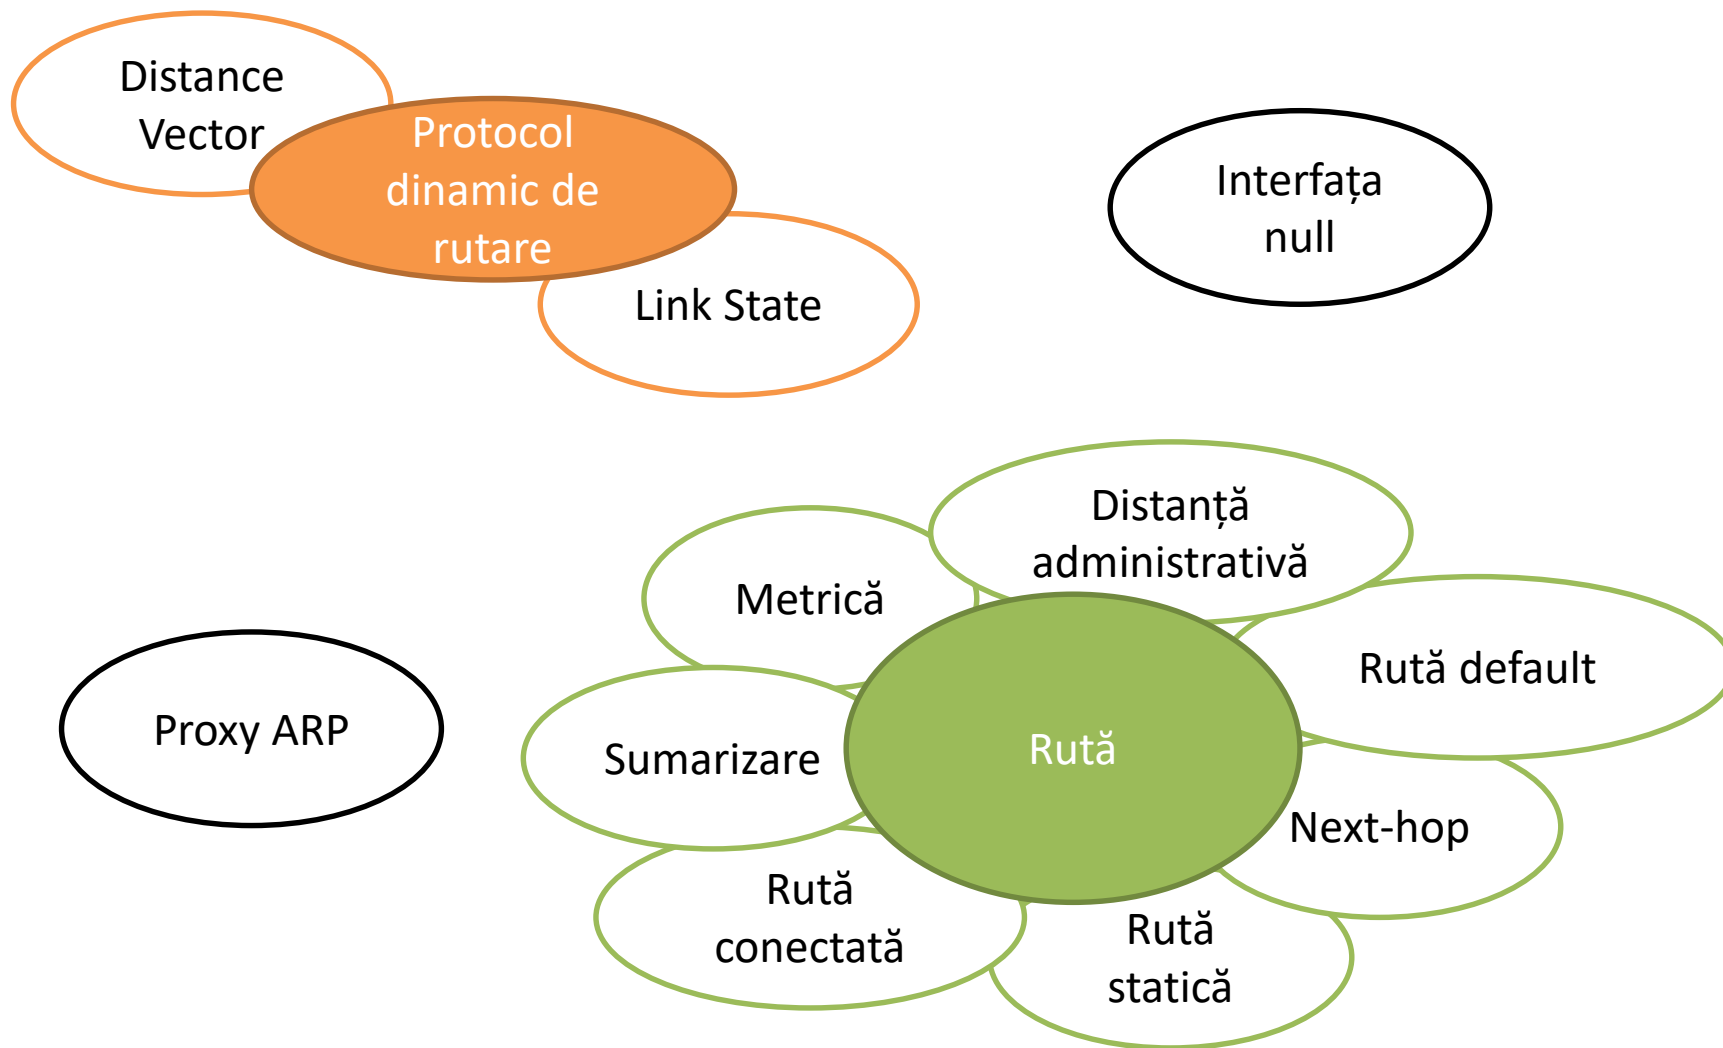 Distance
Vector
Protocol
dinamic de
rutare
Link State
Interfața
null
Distanță
administrativă
Metrică
Rută default
Proxy ARP
Sumarizare
Rută
Next-hop
Rută
conectată
Rută
statică